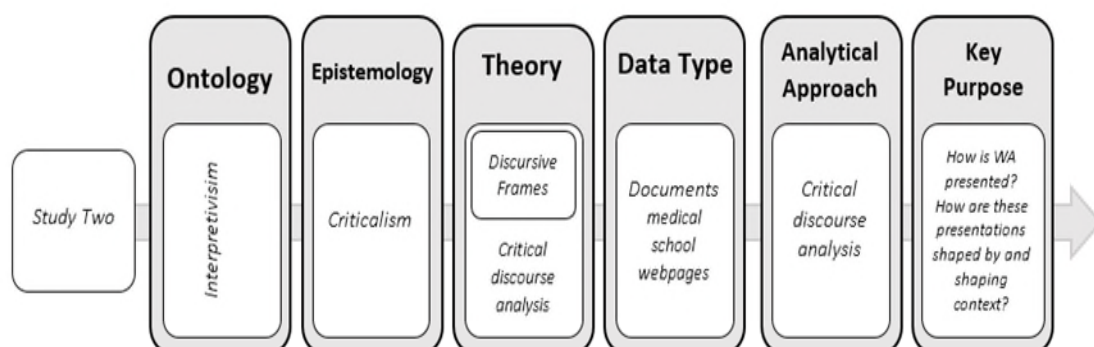 Study Two
Ontology
Interpretivisim
Epistemology
Criticalism
Theory
Discursive
Frames
Critical
discourse
analysis
Data Type
Documents
medical
school
webpages
Analytical
Approach
Critical
discourse
analysis
Key
Purpose
How is WA
presented?
How are these
presentations
shaped by and
shaping
context?